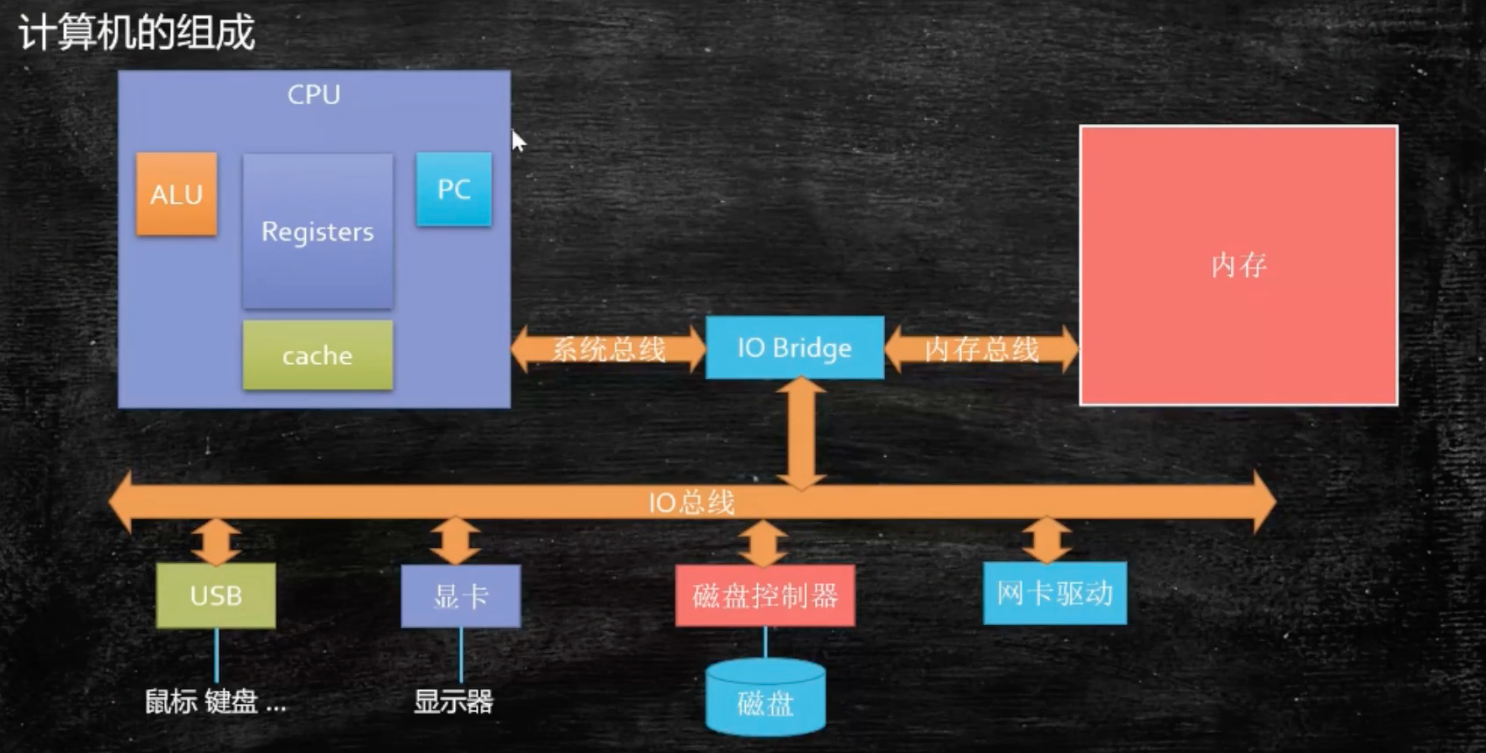 计算机的组成
CPU
ALU
Registers
PC
cache
系统总线
IO Bridge
内存总线
内存
IO总线
USB
显卡
磁盘控制器
网卡驱动
鼠标 键盘 ...
显示器
磁盘